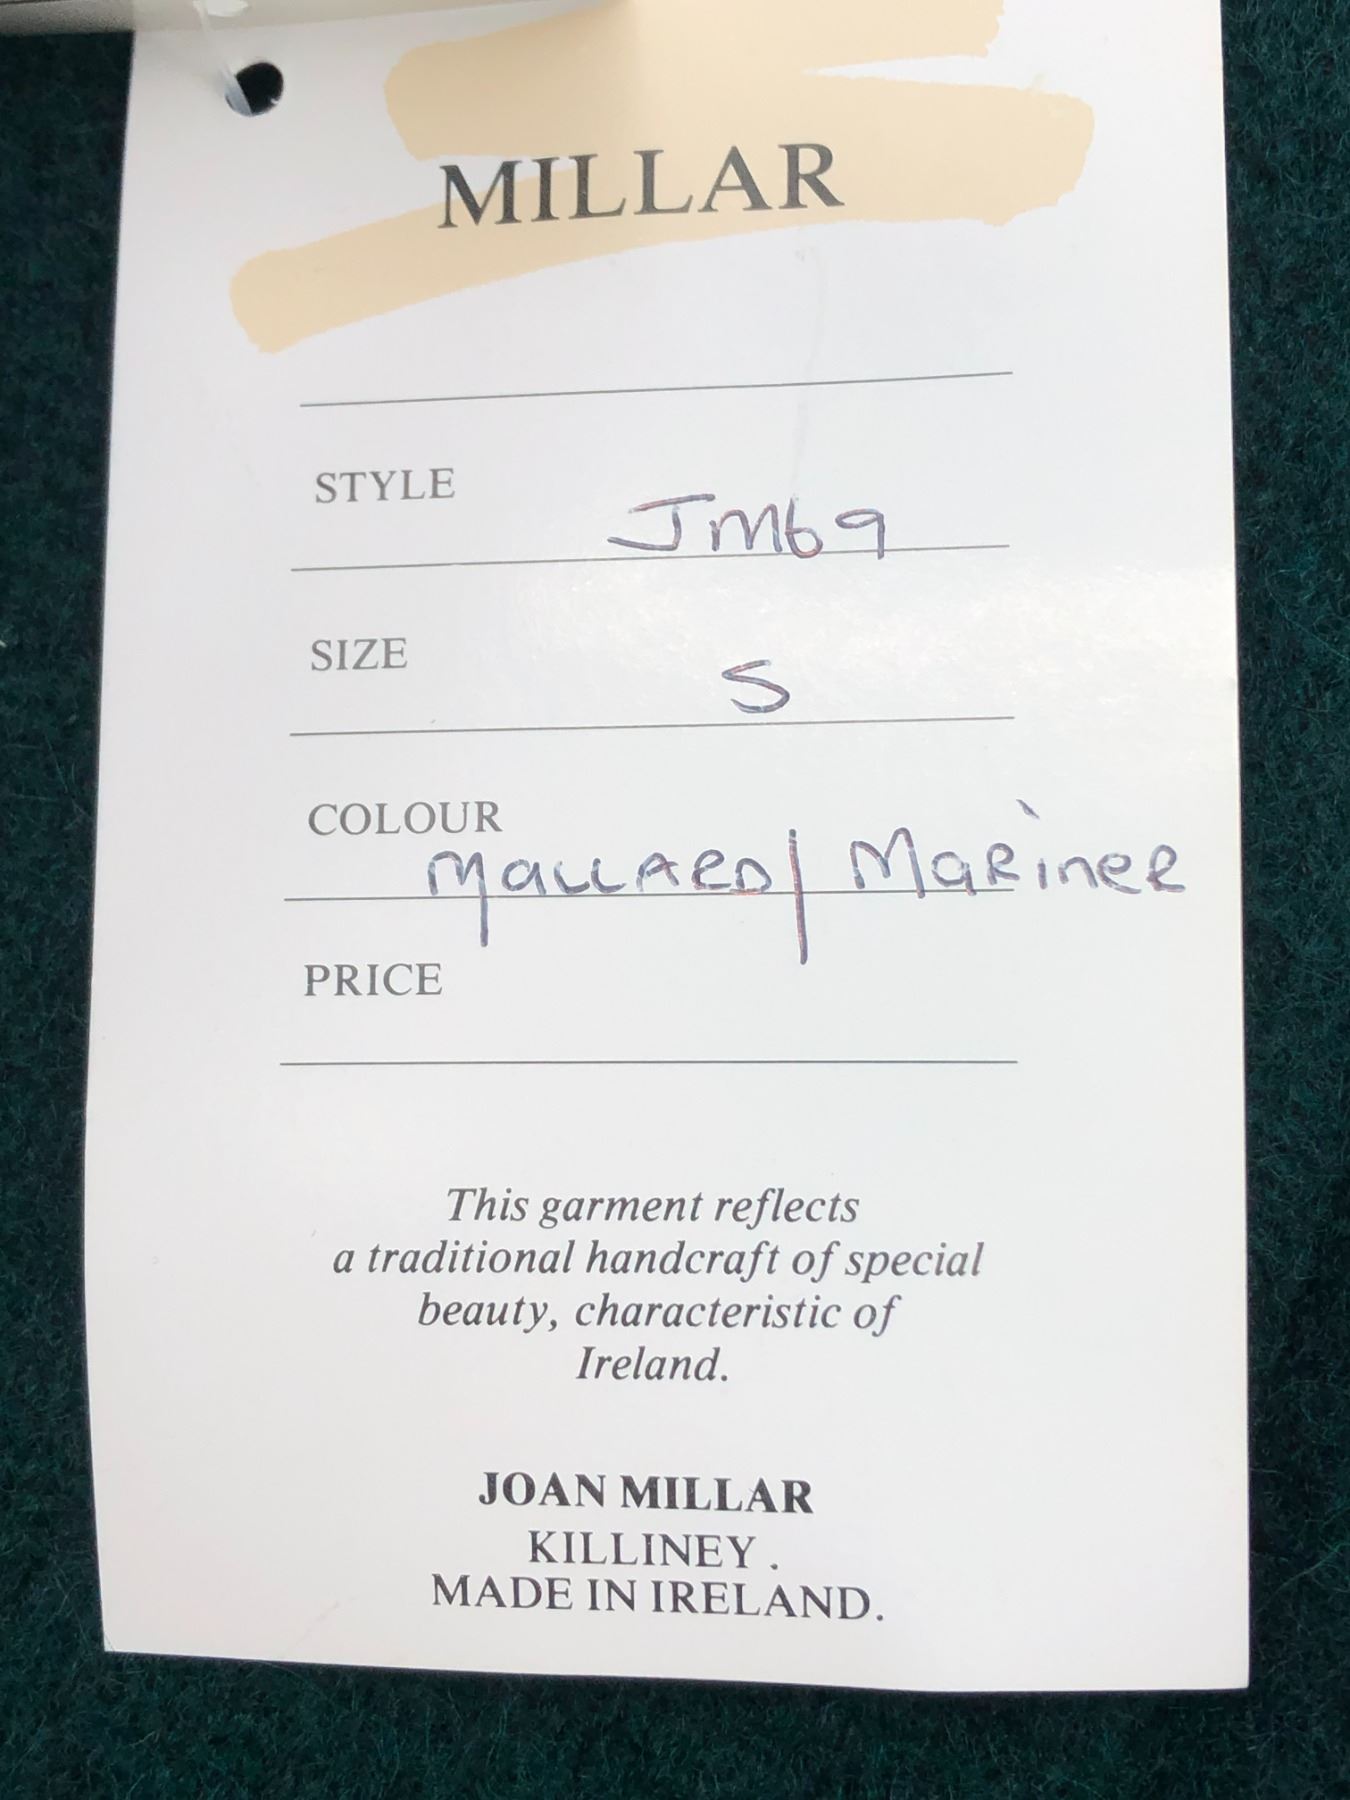 MILLAR
STYLE JM69
SIZE S
COLOUR MALLARD/MARINER
PRICE
This garment reflects
a traditional handcraft of special
beauty, characteristic of
Ireland.
JOAN MILLAR
KILLINEY.
MADE IN IRELAND.